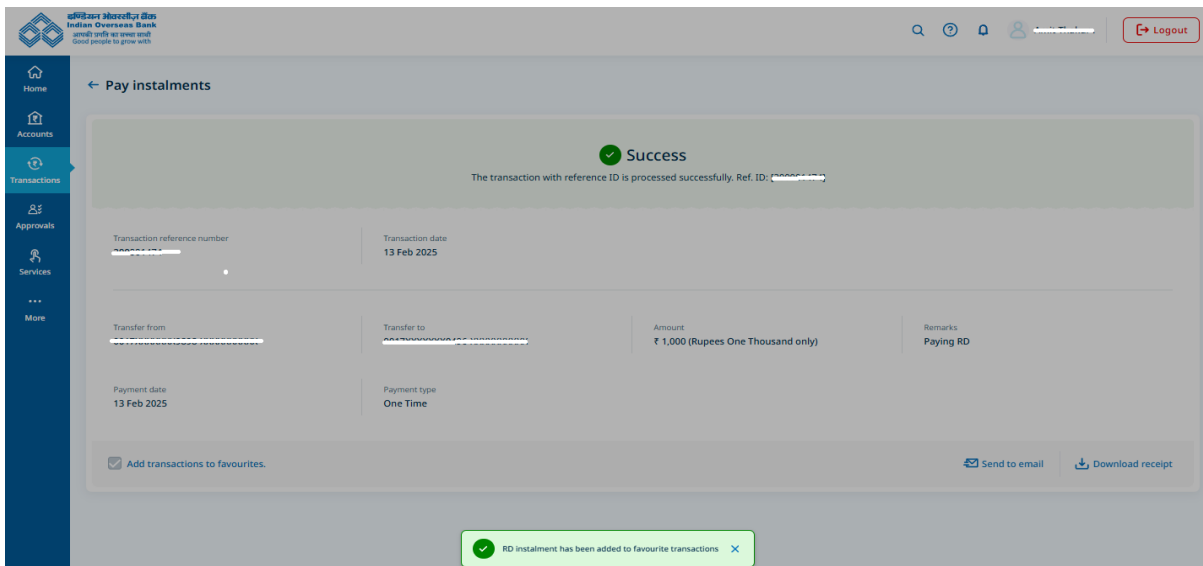 इण्डियन ओवरसीज़ बैंक
Indian Overseas Bank
आपकी प्रगति का सच्चा साथी
Good people to grow with
Logout
Home
Accounts
Transactions
Approvals
Services
More
Pay instalments
Success
The transaction with reference ID is processed successfully. Ref. ID:
Transaction reference number
Transaction date
13 Feb 2025
Transfer from
Transfer to
Amount
₹ 1,000 (Rupees One Thousand only)
Remarks
Paying RD
Payment date
13 Feb 2025
Payment type
One Time
Add transactions to favourites.
Send to email
Download receipt
RD instalment has been added to favourite transactions